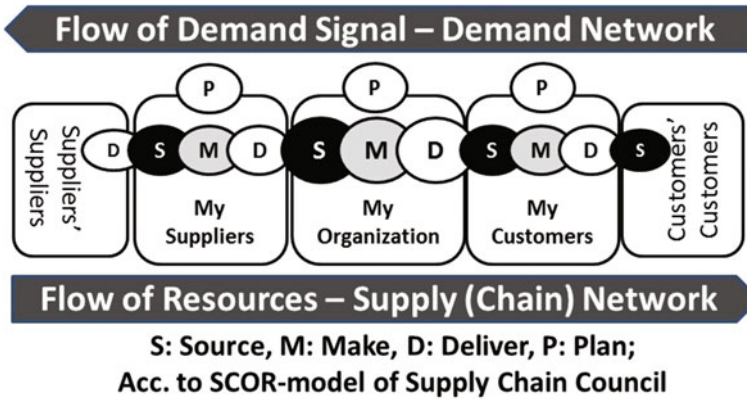 Flow of Demand Signal – Demand Network
P
P
P
Suppliers'
Suppliers
D
S
M
D
S
M
D
S
M
D
S
Customers'
Customers
My
Suppliers
My
Organization
My
Customers
Flow of Resources – Supply (Chain) Network
S: Source, M: Make, D: Deliver, P: Plan;
Acc. to SCOR-model of Supply Chain Council